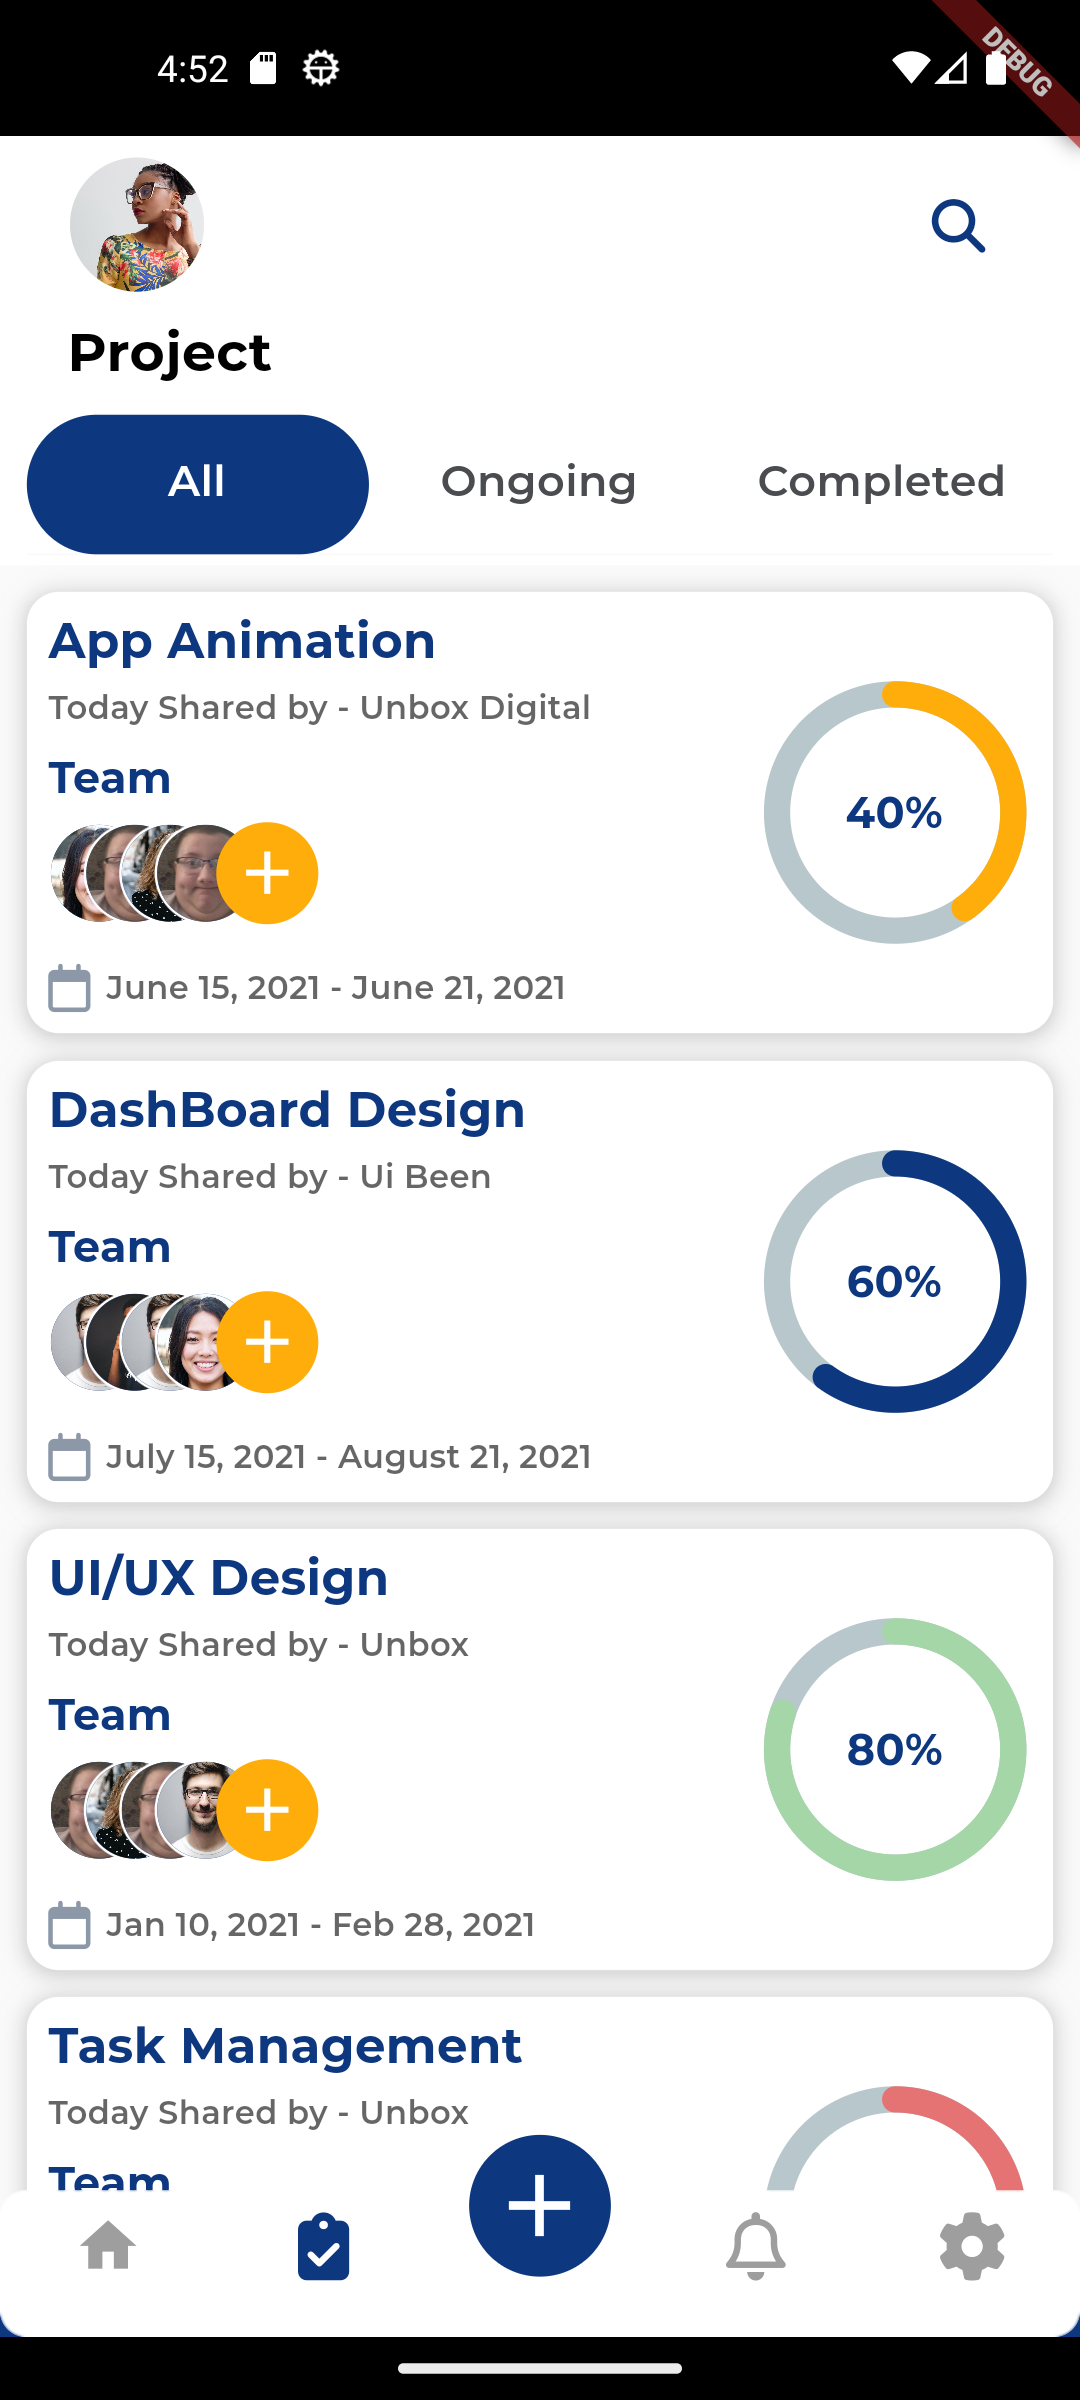 4:52
DEBUG
Project
All Ongoing Completed
App Animation
Today Shared by - Unbox Digital
Team
40%
June 15, 2021 - June 21, 2021
DashBoard Design
Today Shared by - Ui Been
Team
60%
July 15, 2021 - August 21, 2021
UI/UX Design
Today Shared by - Unbox
Team
80%
Jan 10, 2021 - Feb 28, 2021
Task Management
Today Shared by - Unbox
Team